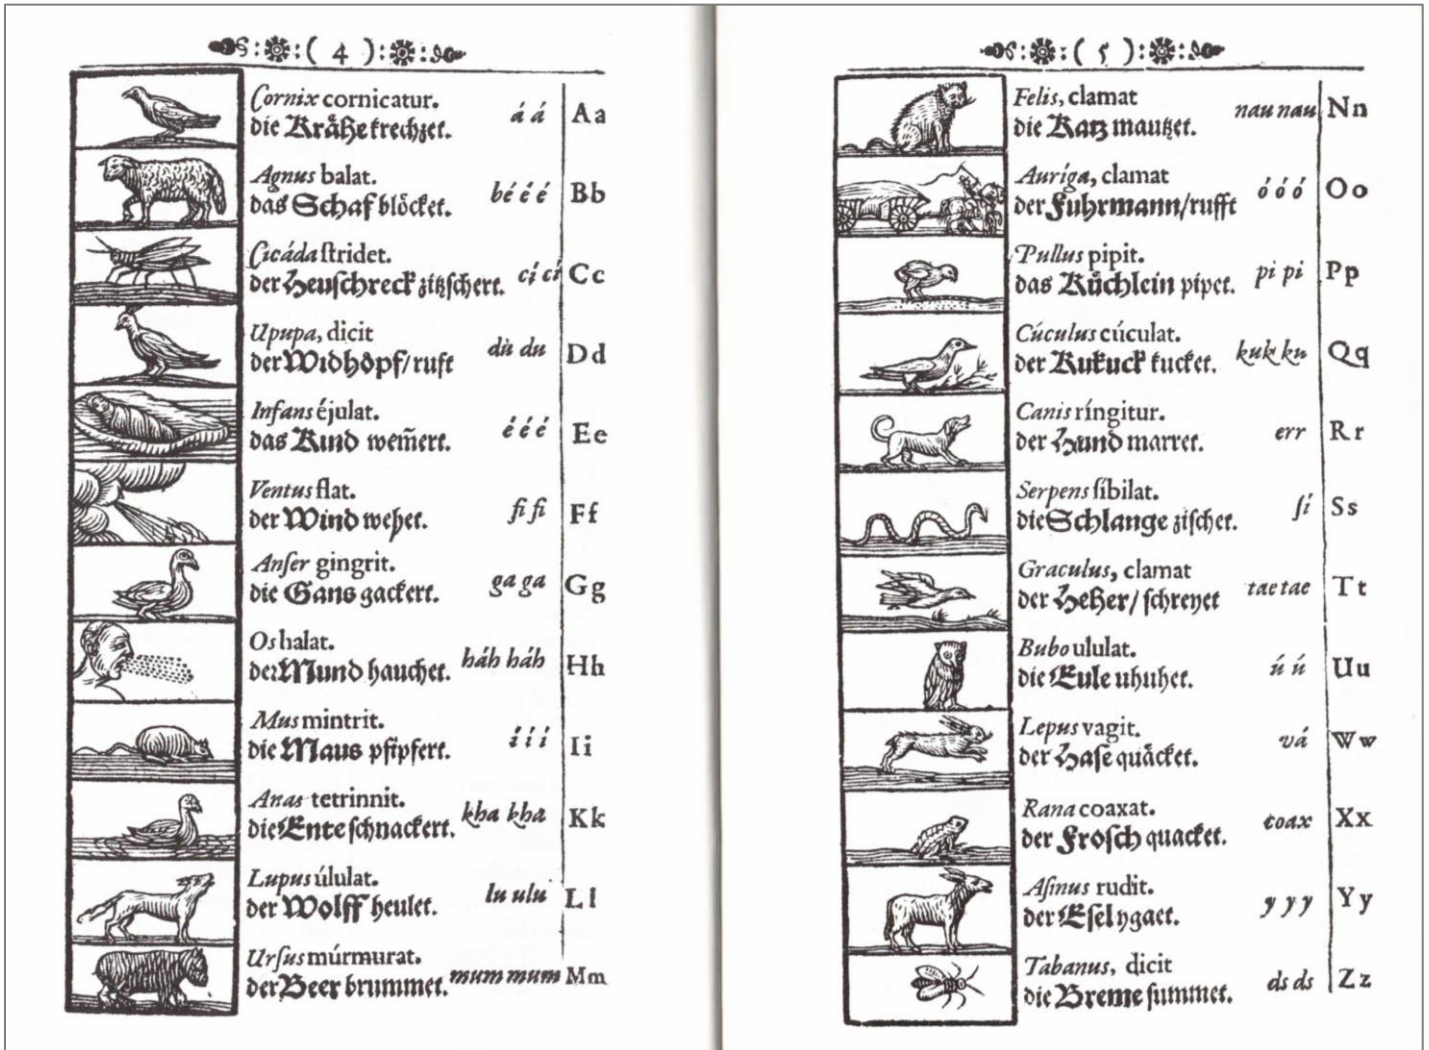 ( 4 )
Cornix cornicatur.
die Kråhe krechzet. á á Aa
Agnus balat.
das Schaf blöcket. bé é é Bb
Cicáda ſtridet.
der Heuſchreck zitzſchert. cí cí Cc
Upupa, dicit
der Widhöpf/ ruft dù du Dd
Infans éjulat.
das Kind wem̃ert. é é é Ee
Ventus flat.
der Wind wehet. fi fi Ff
Anſer gingrit.
die Gans gackert. ga ga Gg
Os halat.
der Mund hauchet. háh háh Hh
Mus mintrit.
die Maus pfipfert. í í í Ii
Anas tetrinnit.
die Ente ſchnackert. kha kha Kk
Lupus úlulat.
der Wolff heulet. lu ulu Ll
Urſus múrmurat.
der Beer brummet. mum mum Mm
( 5 )
Felis, clamat
die Katz mautzet. nau nau Nn
Auríga, clamat
der Fuhrmann/rufft ó ó ó Oo
Pullus pipit.
das Küchlein pipet. pi pi Pp
Cúculus cúculat.
der Kukuck kucket. kuk ku Qq
Canis ríngitur.
der Hund marret. err Rr
Serpens ſíbilat.
die Schlange ziſchet. ſí Ss
Graculus, clamat
der Heher/ ſchreyet tae tae Tt
Bubo ululat.
die Eule uhuhet. ú ú Uu
Lepus vagit.
der Haſe quäcket. vá Ww
Rana coaxat.
der Froſch quacket. coax Xx
Aſinus rudit.
der Eſel ygaet. y y y Yy
Tabanus, dicit
die Breme ſummet. ds ds Zz